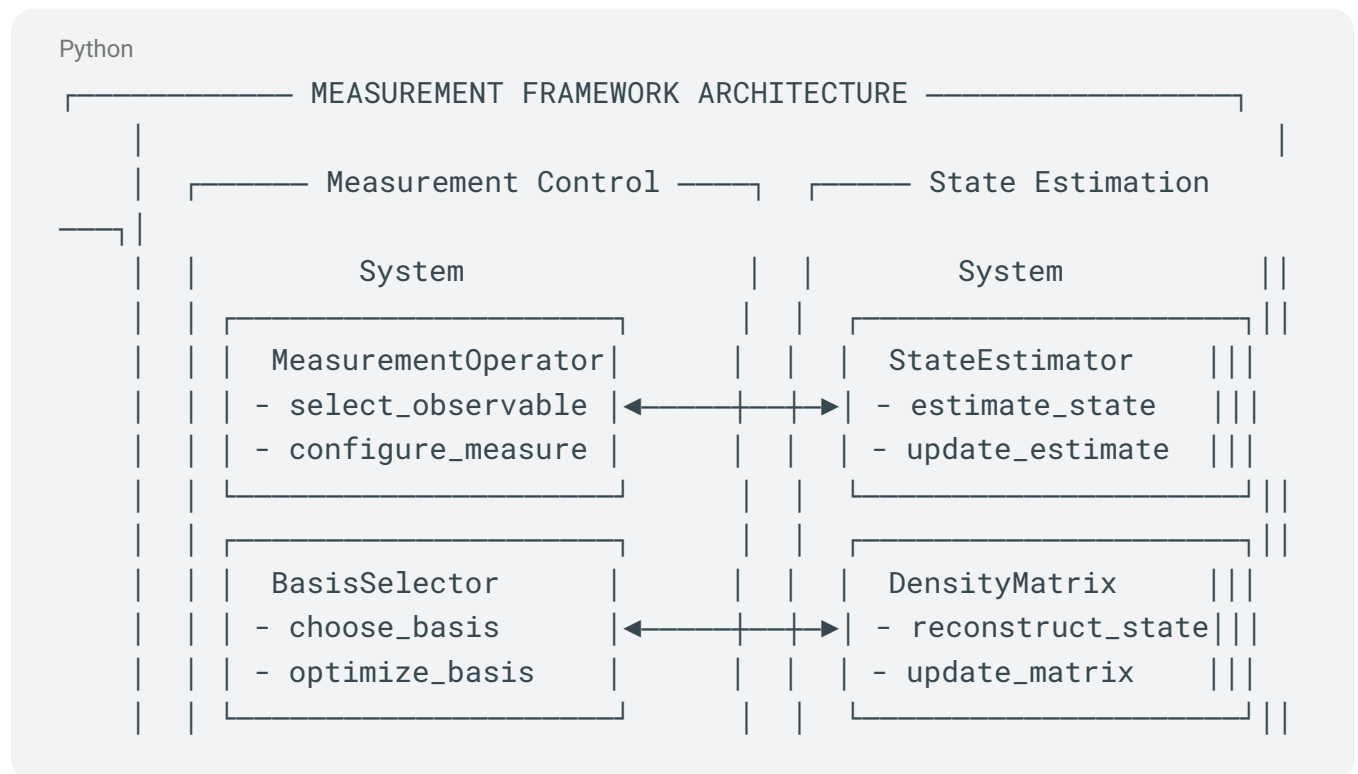 Python
┌──────────── MEASUREMENT FRAMEWORK ARCHITECTURE ──────────────────┐
    │                                                                │
    │  ┌────── Measurement Control ────┐  ┌───── State Estimation
───┐│
    │  │         System                │  │        System           ││
    │  │ ┌──────────────────────┐      │  │  ┌──────────────────────┐││
    │  │ │  MeasurementOperator│      │  │  │  StateEstimator    │││
    │  │ │ - select_observable │◄─────┼──┼─►│ - estimate_state   │││
    │  │ │ - configure_measure │      │  │  │ - update_estimate  │││
    │  │ └──────────────────────┘      │  │  └──────────────────────┘││
    │  │ ┌──────────────────────┐      │  │  ┌──────────────────────┐││
    │  │ │  BasisSelector      │      │  │  │  DensityMatrix     │││
    │  │ │ - choose_basis      │◄─────┼──┼─►│ - reconstruct_state│││
    │  │ │ - optimize_basis    │      │  │  │ - update_matrix    │││
    │  │ └──────────────────────┘      │  │  └──────────────────────┘││